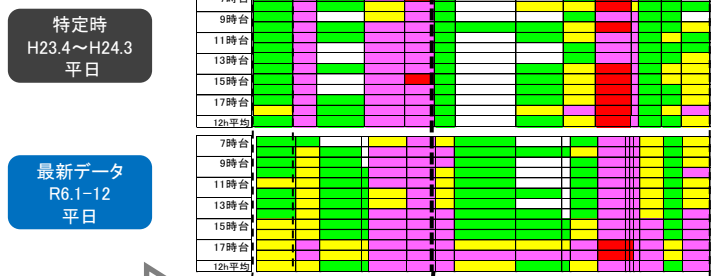 特定時
H23.4～H24.3
平日
9時台
11時台
13時台
15時台
17時台
12h平均
最新データ
R6.1-12
平日
7時台
9時台
11時台
13時台
15時台
17時台
12h平均